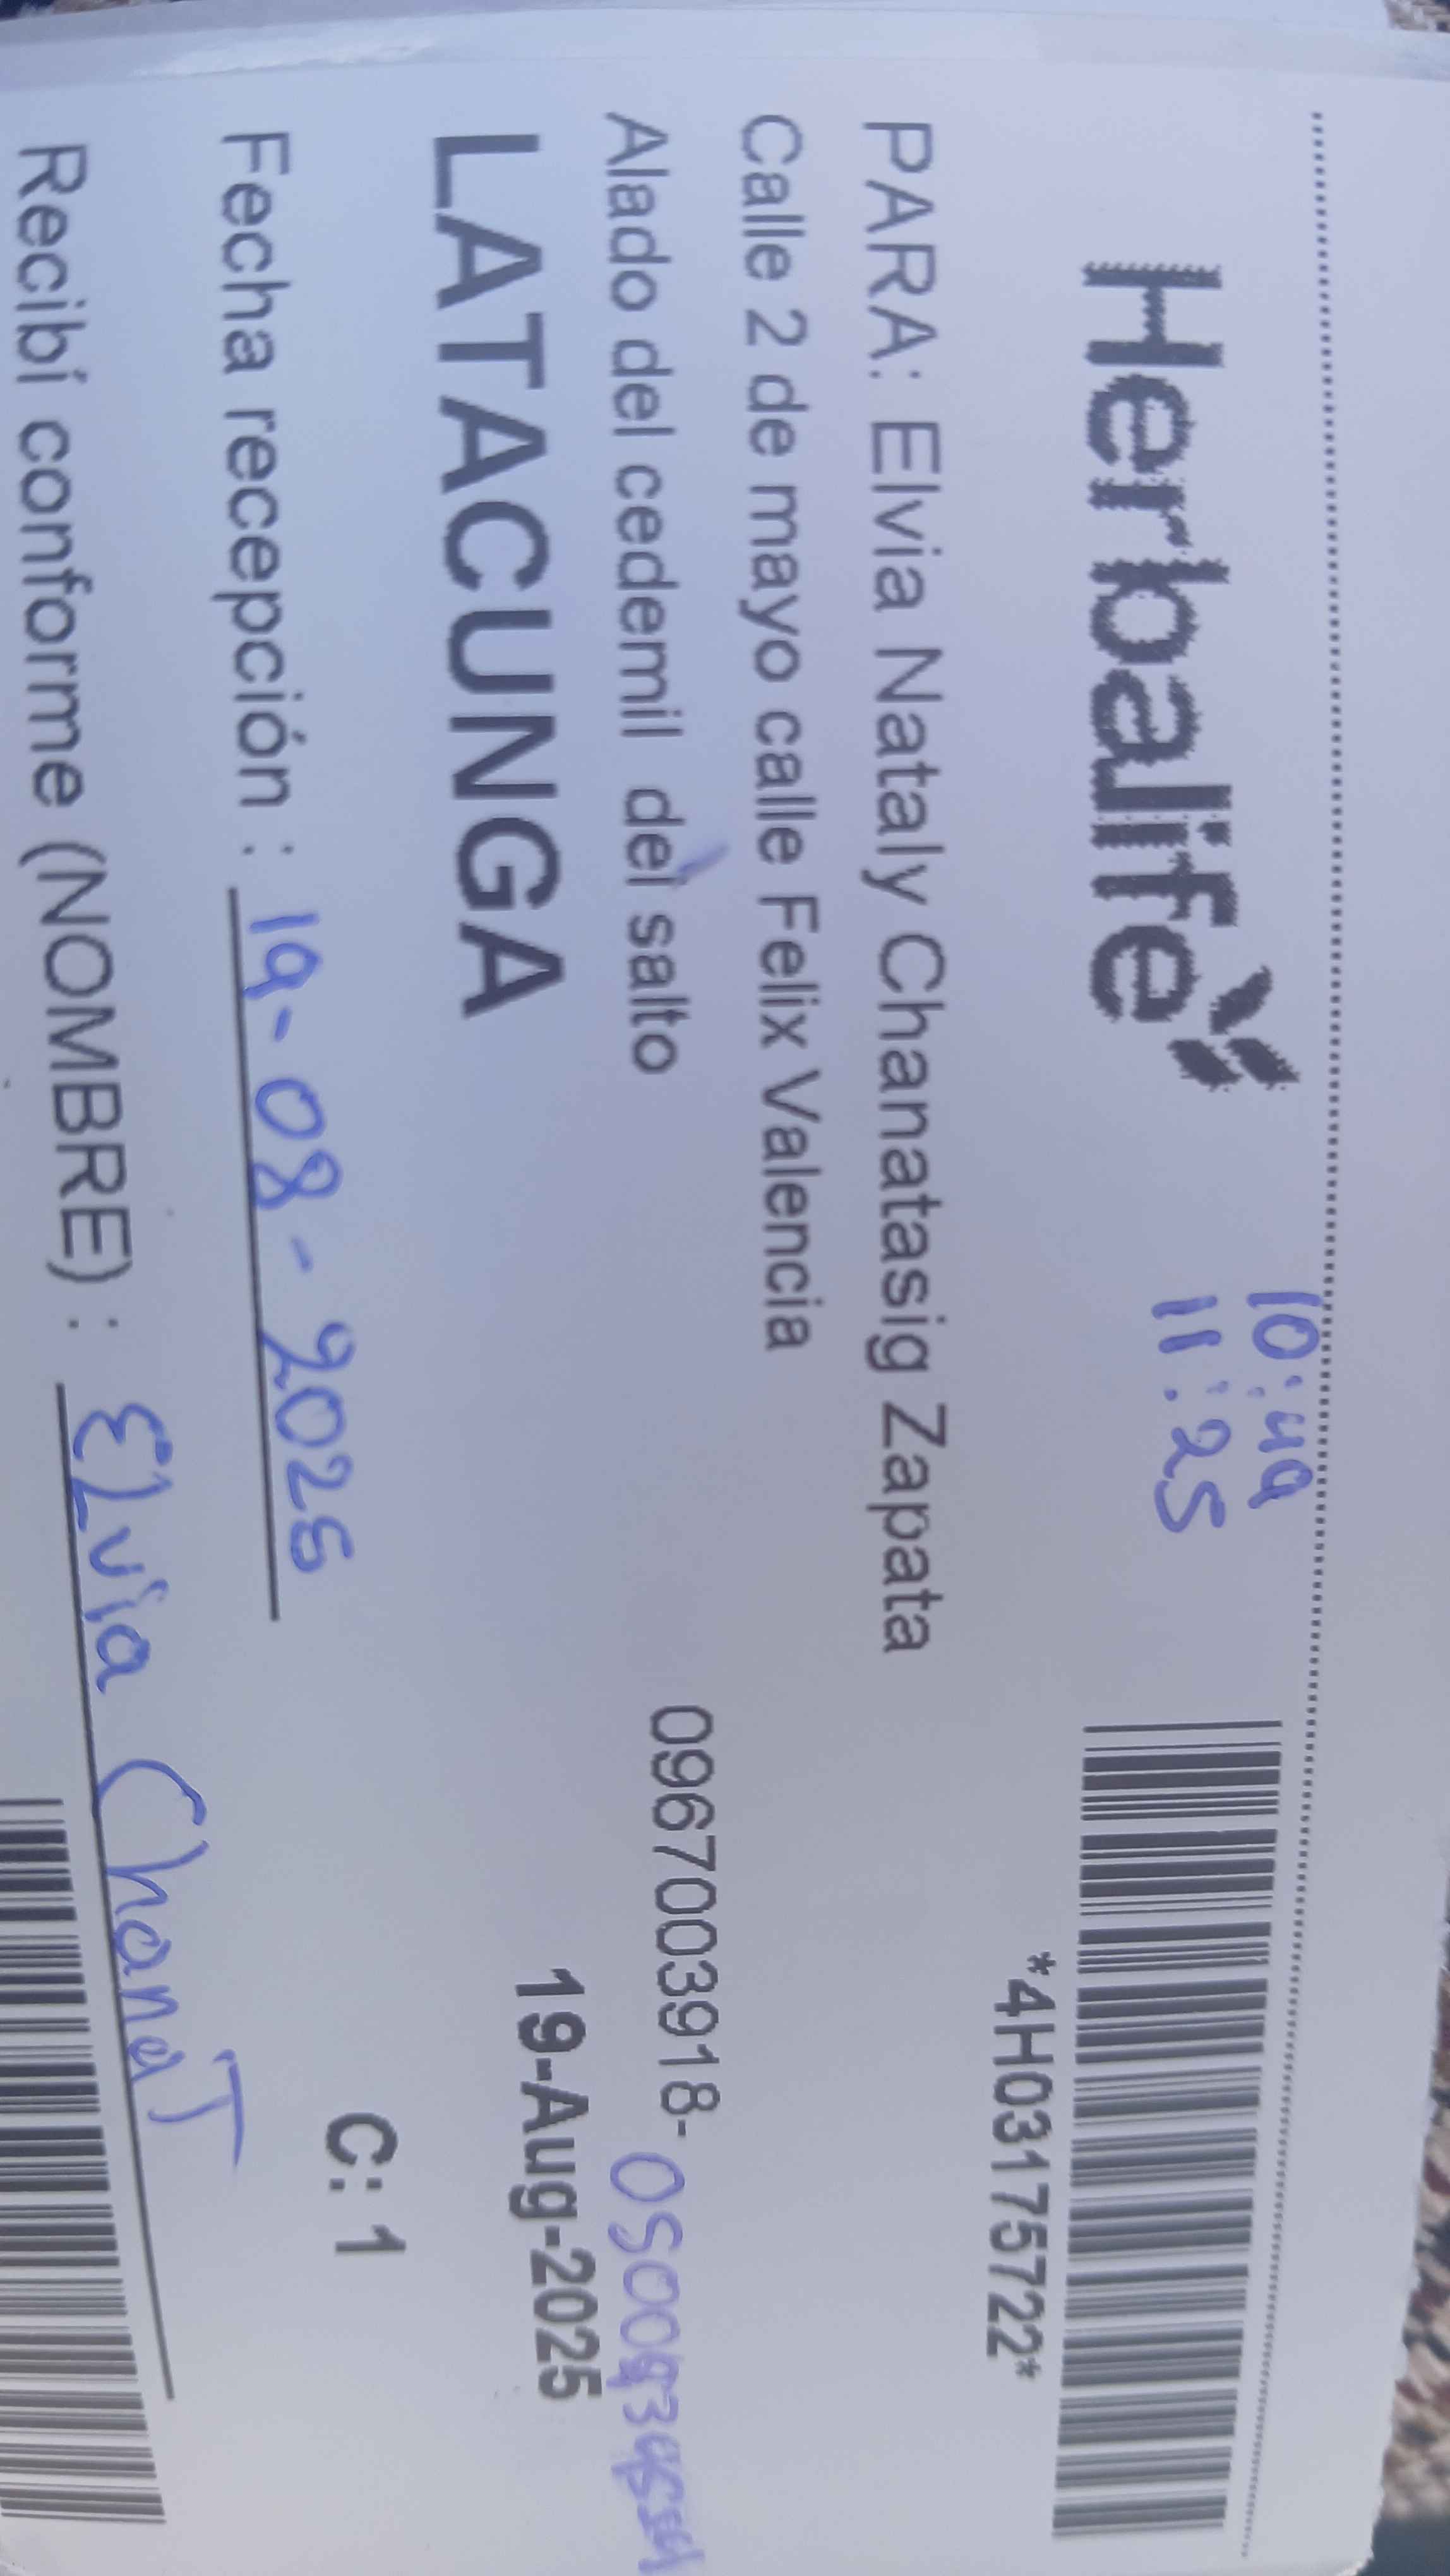 Herbalife
10:49
11:25
*4H03175722*
PARA: Elvia Nataly Chanatasig Zapata
Calle 2 de mayo calle Felix Valencia
Alado del cedemil del salto
0967003918-
LATACUNGA
19-Aug-2025
C: 1
Fecha recepción : 19-08-2025
Recibí conforme (NOMBRE) : Elvia ChanaT